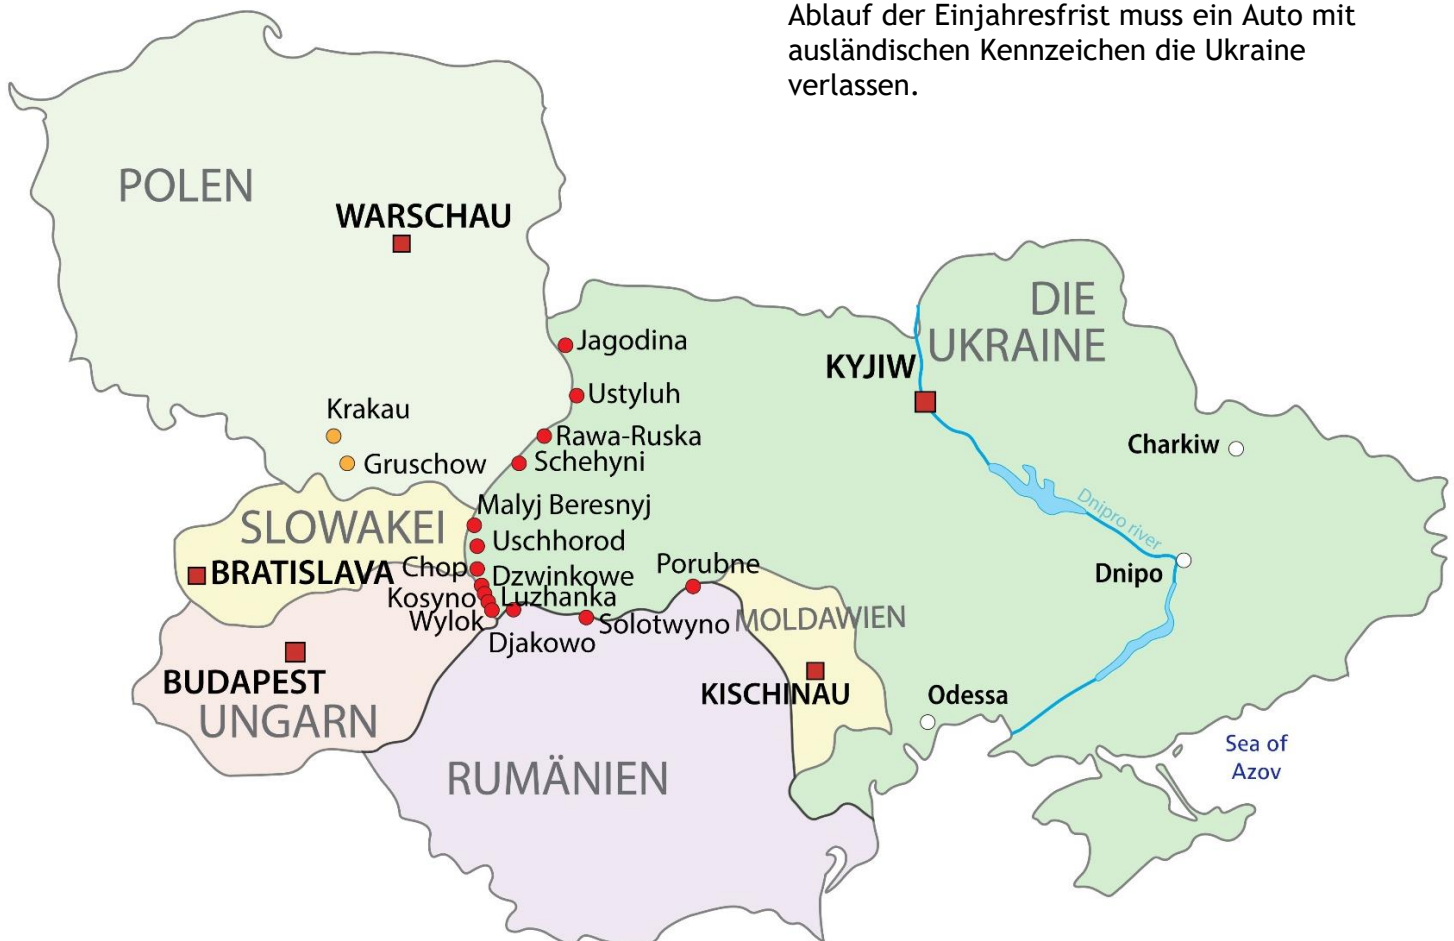 Ablauf der Einjahresfrist muss ein Auto mit
ausländischen Kennzeichen die Ukraine
verlassen.
POLEN
WARSCHAU
DIE
UKRAINE
Jagodina
KYJIW
Ustyluh
Krakau
Rawa-Ruska
Charkiw
Gruschow
Schehyni
Malyj Beresnyj
Dnipro river
SLOWAKEI
Uschhorod
Porubne
Chop
BRATISLAVA
Dzwinkowe
Dnipo
Kosyno
Luzhanka
Wylok
Solotwyno
MOLDAWIEN
Djakowo
BUDAPEST
KISCHINAU
Odessa
UNGARN
Sea of
Azov
RUMÄNIEN